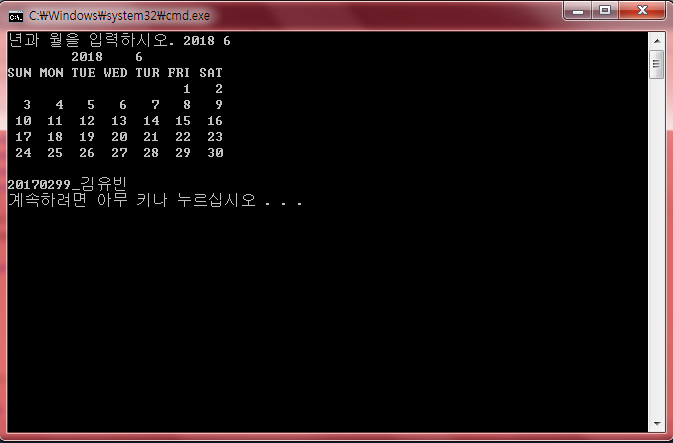 C:\Windows\system32\cmd.exe
년과 월을 입력하시오. 2018 6
2018 6
SUN MON TUE WED TUR FRI SAT
1 2
3 4 5 6 7 8 9
10 11 12 13 14 15 16
17 18 19 20 21 22 23
24 25 26 27 28 29 30
20170299_김유빈
계속하려면 아무 키나 누르십시오 . . .